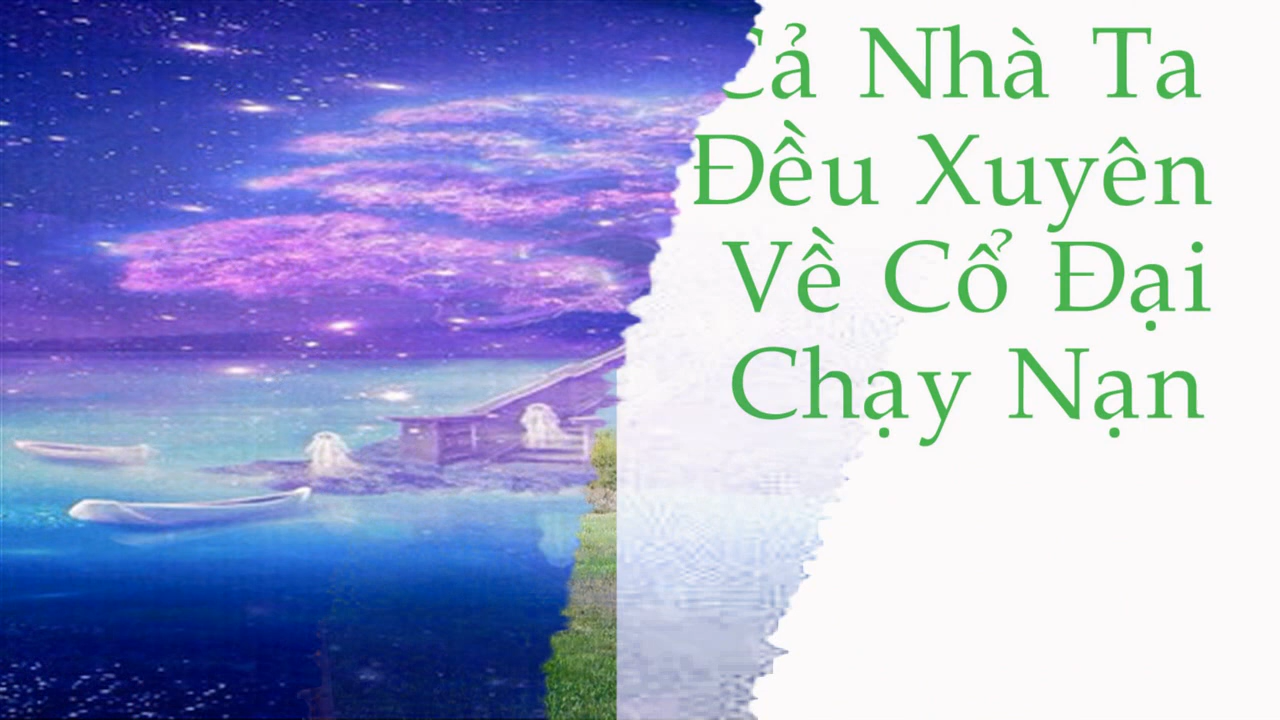 Cả Nhà Ta
Đều Xuyên
Về Cổ Đại
Chạy Nạn